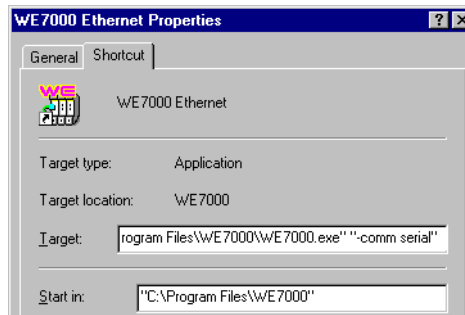 WE7000 Ethernet Properties
General Shortcut
WE
WE7000 Ethernet
Target type: Application
Target location: WE7000
Target: rogram Files\WE7000\WE7000.exe" "-comm serial"
Start in: "C:\Program Files\WE7000"